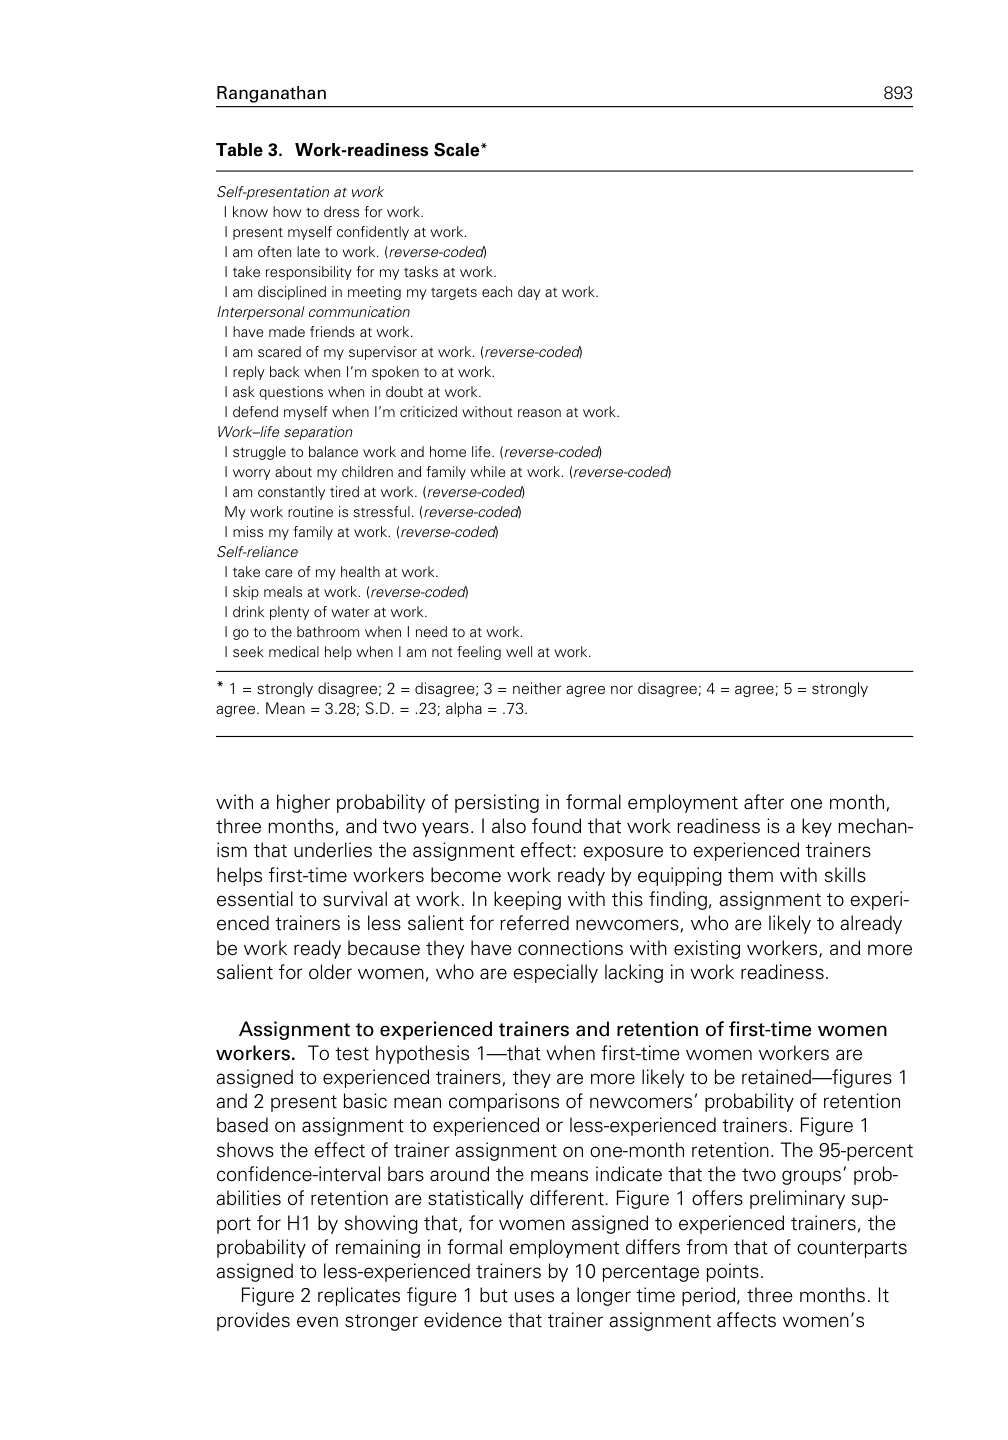 Ranganathan 893
Table 3. Work-readiness Scale*
Self-presentation at work
I know how to dress for work.
I present myself confidently at work.
I am often late to work. (reverse-coded)
I take responsibility for my tasks at work.
I am disciplined in meeting my targets each day at work.
Interpersonal communication
I have made friends at work.
I am scared of my supervisor at work. (reverse-coded)
I reply back when I'm spoken to at work.
I ask questions when in doubt at work.
I defend myself when I'm criticized without reason at work.
Work–life separation
I struggle to balance work and home life. (reverse-coded)
I worry about my children and family while at work. (reverse-coded)
I am constantly tired at work. (reverse-coded)
My work routine is stressful. (reverse-coded)
I miss my family at work. (reverse-coded)
Self-reliance
I take care of my health at work.
I skip meals at work. (reverse-coded)
I drink plenty of water at work.
I go to the bathroom when I need to at work.
I seek medical help when I am not feeling well at work.
* 1 = strongly disagree; 2 = disagree; 3 = neither agree nor disagree; 4 = agree; 5 = strongly
agree. Mean = 3.28; S.D. = .23; alpha = .73.
with a higher probability of persisting in formal employment after one month,
three months, and two years. I also found that work readiness is a key mechan-
ism that underlies the assignment effect: exposure to experienced trainers
helps first-time workers become work ready by equipping them with skills
essential to survival at work. In keeping with this finding, assignment to experi-
enced trainers is less salient for referred newcomers, who are likely to already
be work ready because they have connections with existing workers, and more
salient for older women, who are especially lacking in work readiness.
Assignment to experienced trainers and retention of first-time women
workers. To test hypothesis 1—that when first-time women workers are
assigned to experienced trainers, they are more likely to be retained—figures 1
and 2 present basic mean comparisons of newcomers' probability of retention
based on assignment to experienced or less-experienced trainers. Figure 1
shows the effect of trainer assignment on one-month retention. The 95-percent
confidence-interval bars around the means indicate that the two groups' prob-
abilities of retention are statistically different. Figure 1 offers preliminary sup-
port for H1 by showing that, for women assigned to experienced trainers, the
probability of remaining in formal employment differs from that of counterparts
assigned to less-experienced trainers by 10 percentage points.
Figure 2 replicates figure 1 but uses a longer time period, three months. It
provides even stronger evidence that trainer assignment affects women's